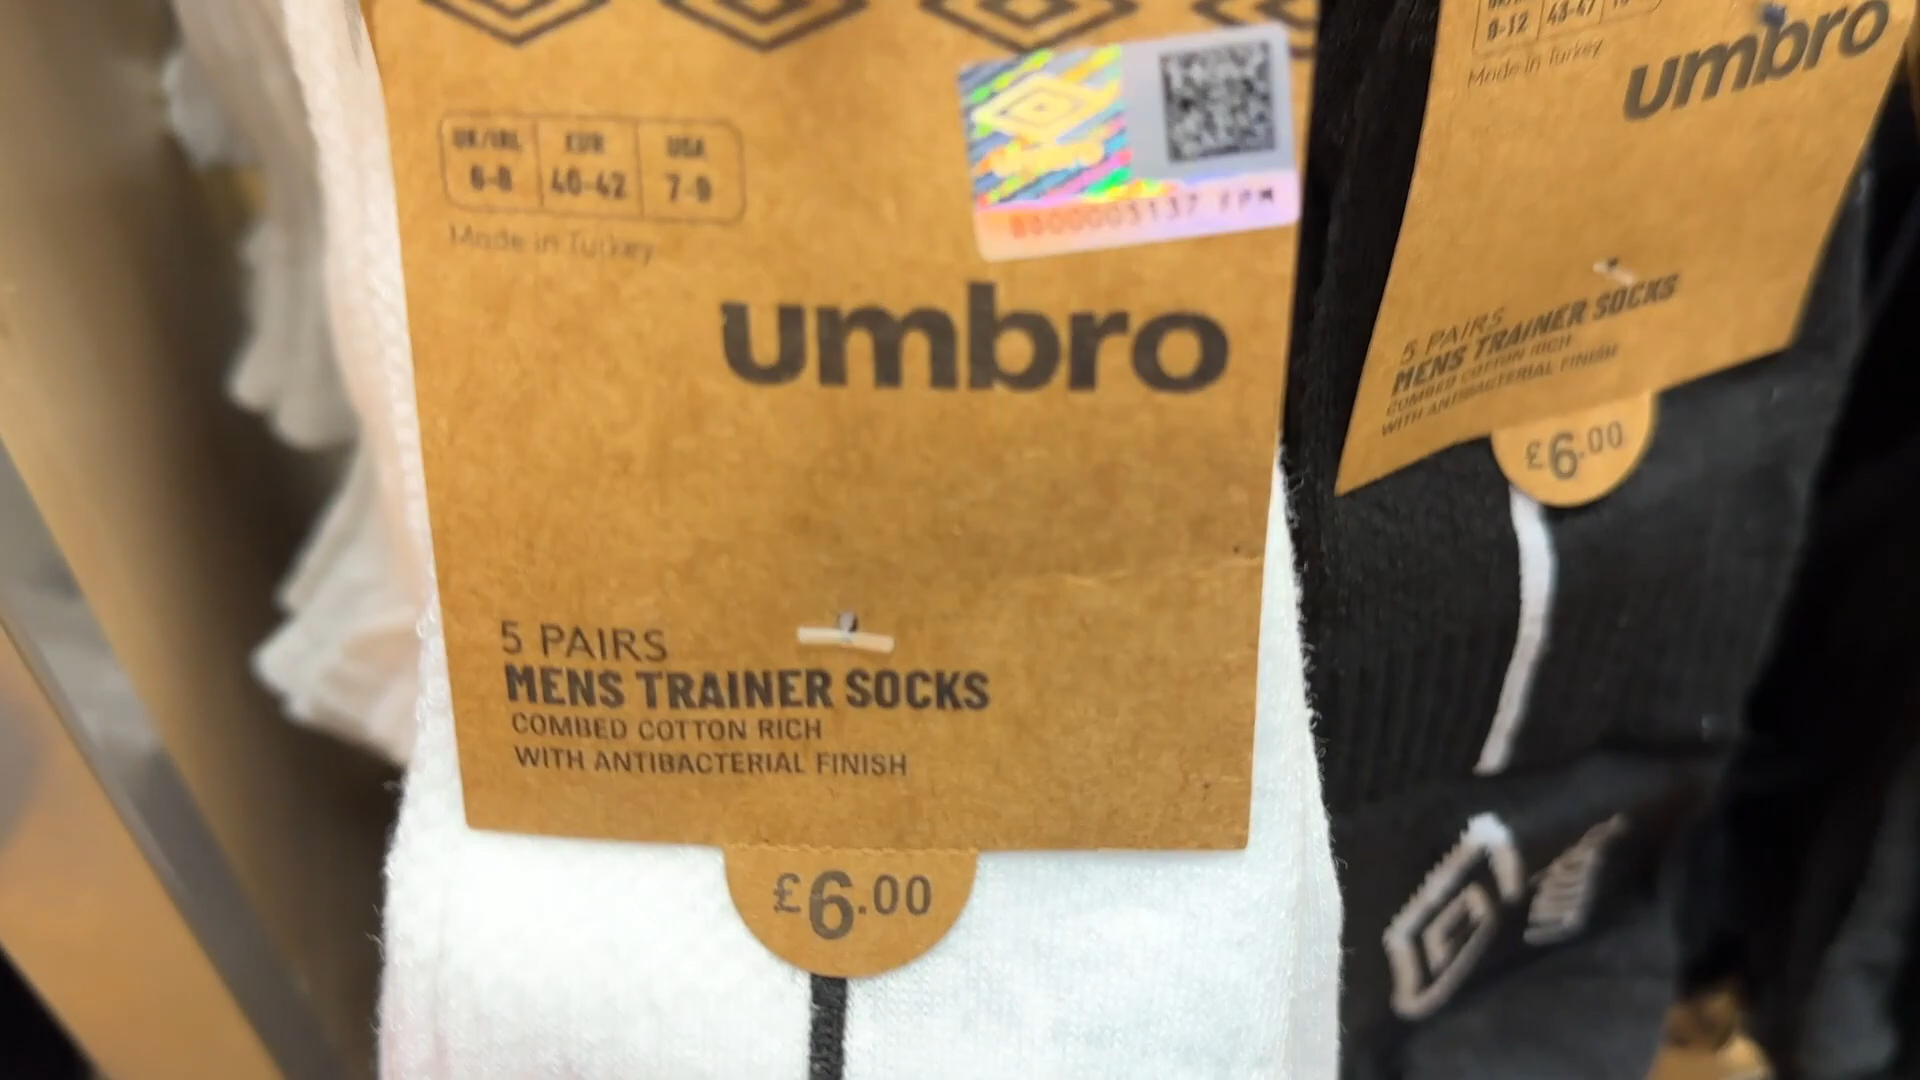 UK/IRL EUR USA
6-8 40-42 7-9
Made in Turkey
umbro
5 PAIRS
MENS TRAINER SOCKS
COMBED COTTON RICH
WITH ANTIBACTERIAL FINISH
£6.00
9-12 43-47
Made in Turkey
umbro
5 PAIRS
MENS TRAINER SOCKS
COMBED COTTON RICH
WITH ANTIBACTERIAL FINISH
£6.00
umbro